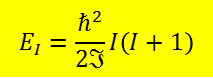 E_I = ħ²/2ℑ I(I + 1)